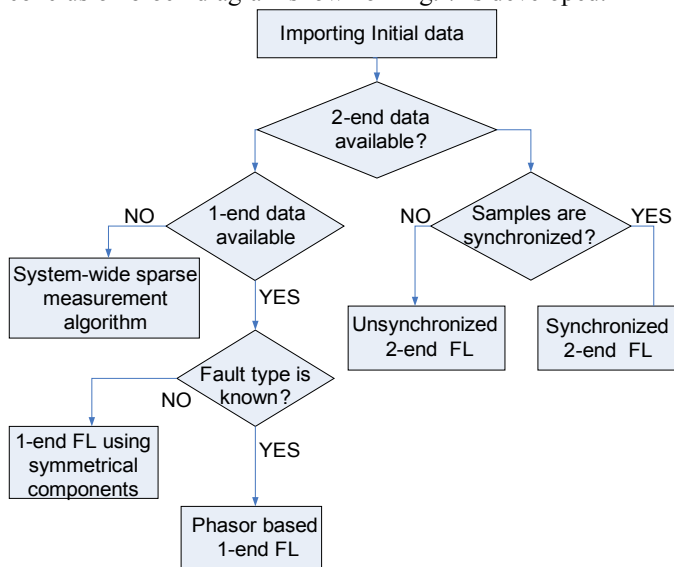 Importing Initial data
2-end data
available?
1-end data
available
NO
Samples are
synchronized?
NO
YES
System-wide sparse
measurement
algorithm
YES
Unsynchronized
2-end FL
Synchronized
2-end FL
Fault type is
known?
NO
YES
1-end FL using
symmetrical
components
Phasor based
1-end FL